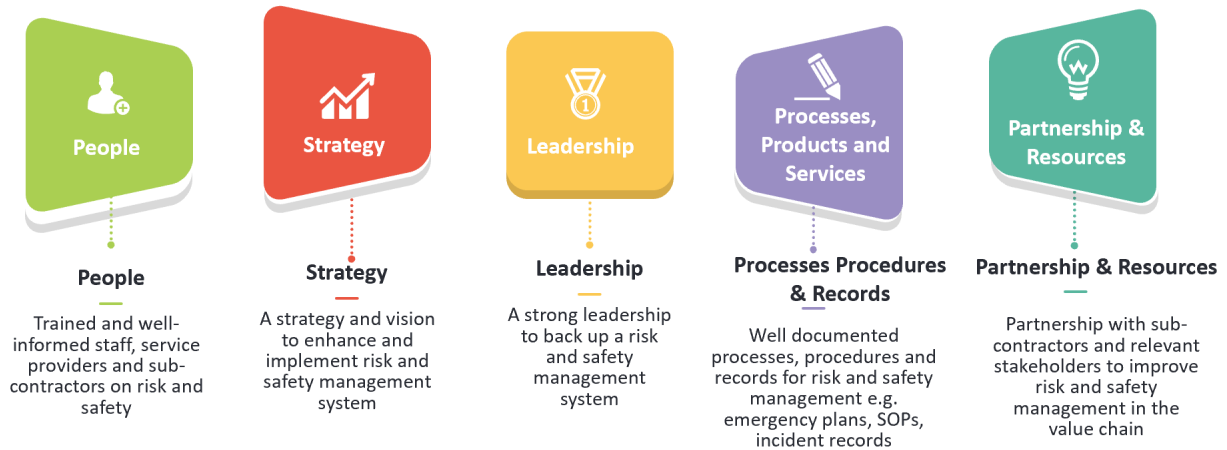 People
Strategy
1
Leadership
Processes,
Products and
Services
Partnership &
Resources
People
Trained and well-
informed staff, service
providers and sub-
contractors on risk and
safety
Strategy
A strategy and vision
to enhance and
implement risk and
safety management
system
Leadership
A strong leadership
to back up a risk
and safety
management
system
Processes Procedures
& Records
Well documented
processes, procedures and
records for risk and safety
management e.g.
emergency plans, SOPs,
incident records
Partnership & Resources
Partnership with sub-
contractors and relevant
stakeholders to improve
risk and safety
management in the
value chain